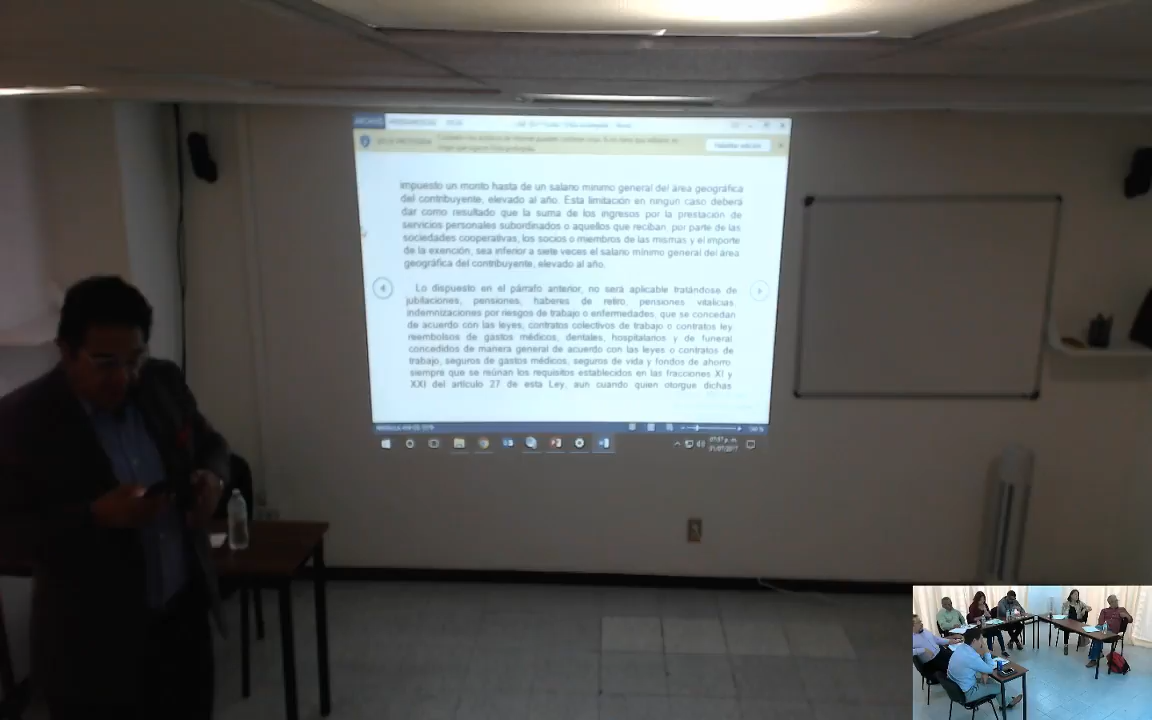 ARCHIVO
impuesto un monto hasta de un salario mínimo general del área geográfica
del contribuyente, elevado al año. Esta limitación en ningún caso deberá
dar como resultado que la suma de los ingresos por la prestación de
servicios personales subordinados o aquellos que reciban por parte de las
sociedades cooperativas, los socios o miembros de las mismas y el importe
de la exención, sea inferior a siete veces el salario mínimo general del área
geográfica del contribuyente, elevado al año.
Lo dispuesto en el párrafo anterior, no será aplicable tratándose de
jubilaciones, pensiones, haberes de retiro, pensiones vitalicias,
indemnizaciones por riesgos de trabajo o enfermedades, que se concedan
de acuerdo con las leyes, contratos colectivos de trabajo o contratos ley
reembolsos de gastos médicos, dentales, hospitalarios y de funeral
concedidos de manera general de acuerdo con las leyes o contratos de
trabajo, seguros de gastos médicos, seguros de vida y fondos de ahorro
siempre que se reúnan los requisitos establecidos en las fracciones XI y
XXI del artículo 27 de esta Ley, aun cuando quien otorgue dichas